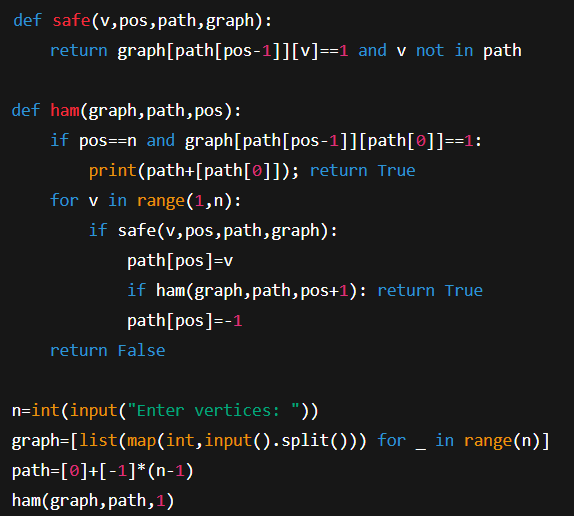 def safe(v,pos,path,graph):
    return graph[path[pos-1]][v]==1 and v not in path

def ham(graph,path,pos):
    if pos==n and graph[path[pos-1]][path[0]]==1:
        print(path+[path[0]]); return True
    for v in range(1,n):
        if safe(v,pos,path,graph):
            path[pos]=v
            if ham(graph,path,pos+1): return True
            path[pos]=-1
    return False

n=int(input("Enter vertices: "))
graph=[list(map(int,input().split())) for _ in range(n)]
path=[0]+[-1]*(n-1)
ham(graph,path,1)